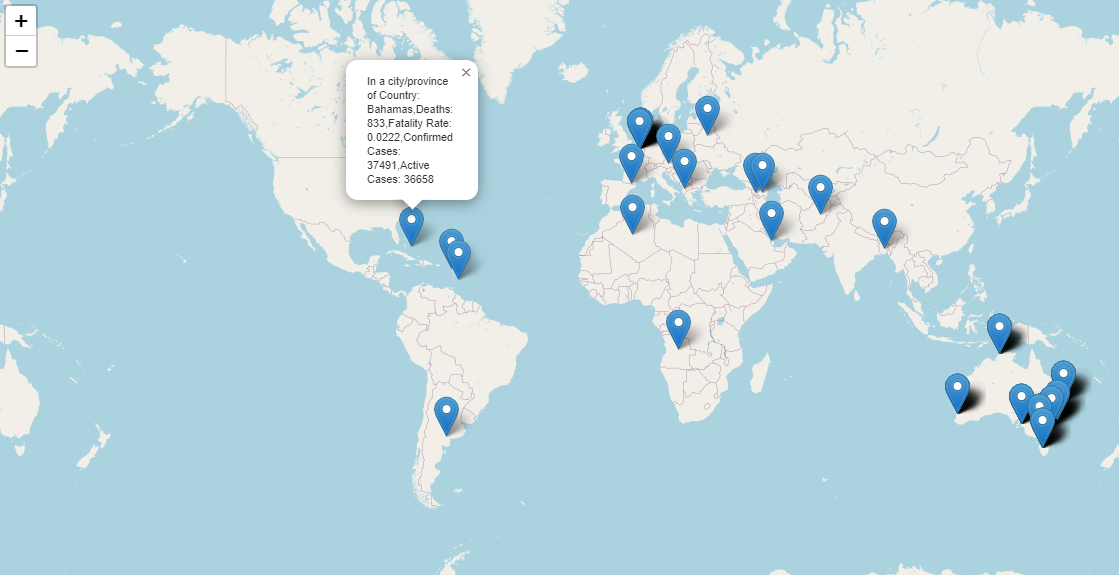 +
−
×
In a city/province
of Country:
Bahamas,Deaths:
833,Fatality Rate:
0.0222,Confirmed
Cases:
37491,Active
Cases: 36658